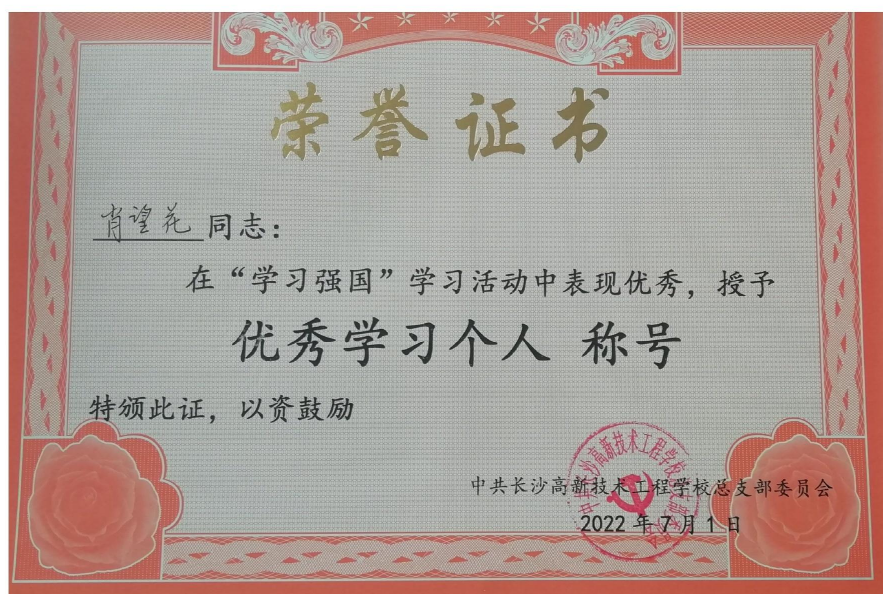 荣誉证书
肖望花同志：
在“学习强国”学习活动中表现优秀，授予
优秀学习个人 称号
特颁此证，以资鼓励
中共长沙高新技术工程学校总支部委员会
2022年7月1日